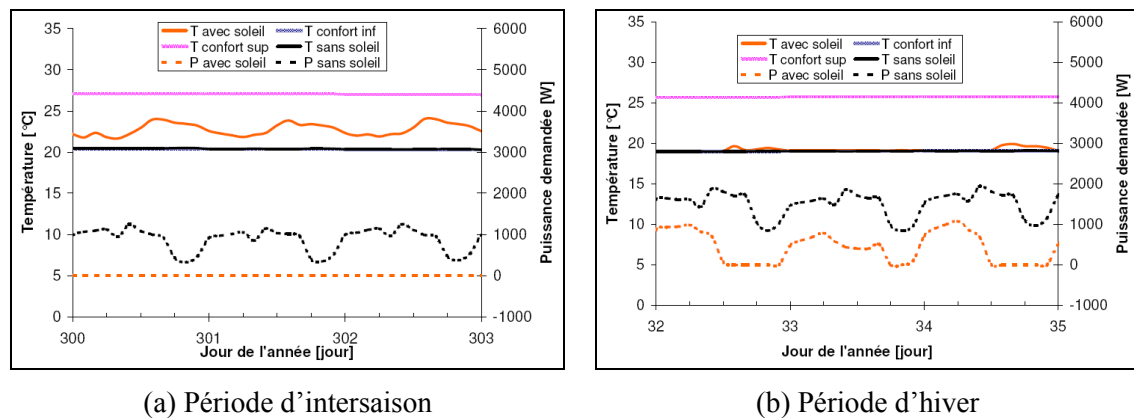 35
30
25
20
15
10
5
0
Température [°C]
T avec soleil
T confort inf
T confort sup
T sans soleil
P avec soleil
P sans soleil
6000
5000
4000
3000
2000
1000
0
-1000
Puissance demandée [W]
300
301
302
303
Jour de l'année [jour]
35
30
25
20
15
10
5
0
Température [°C]
T avec soleil
T confort inf
T confort sup
T sans soleil
P avec soleil
P sans soleil
6000
5000
4000
3000
2000
1000
0
-1000
Puissance demandée [W]
32
33
34
35
Jour de l'année [jour]
(a) Période d’intersaison
(b) Période d’hiver